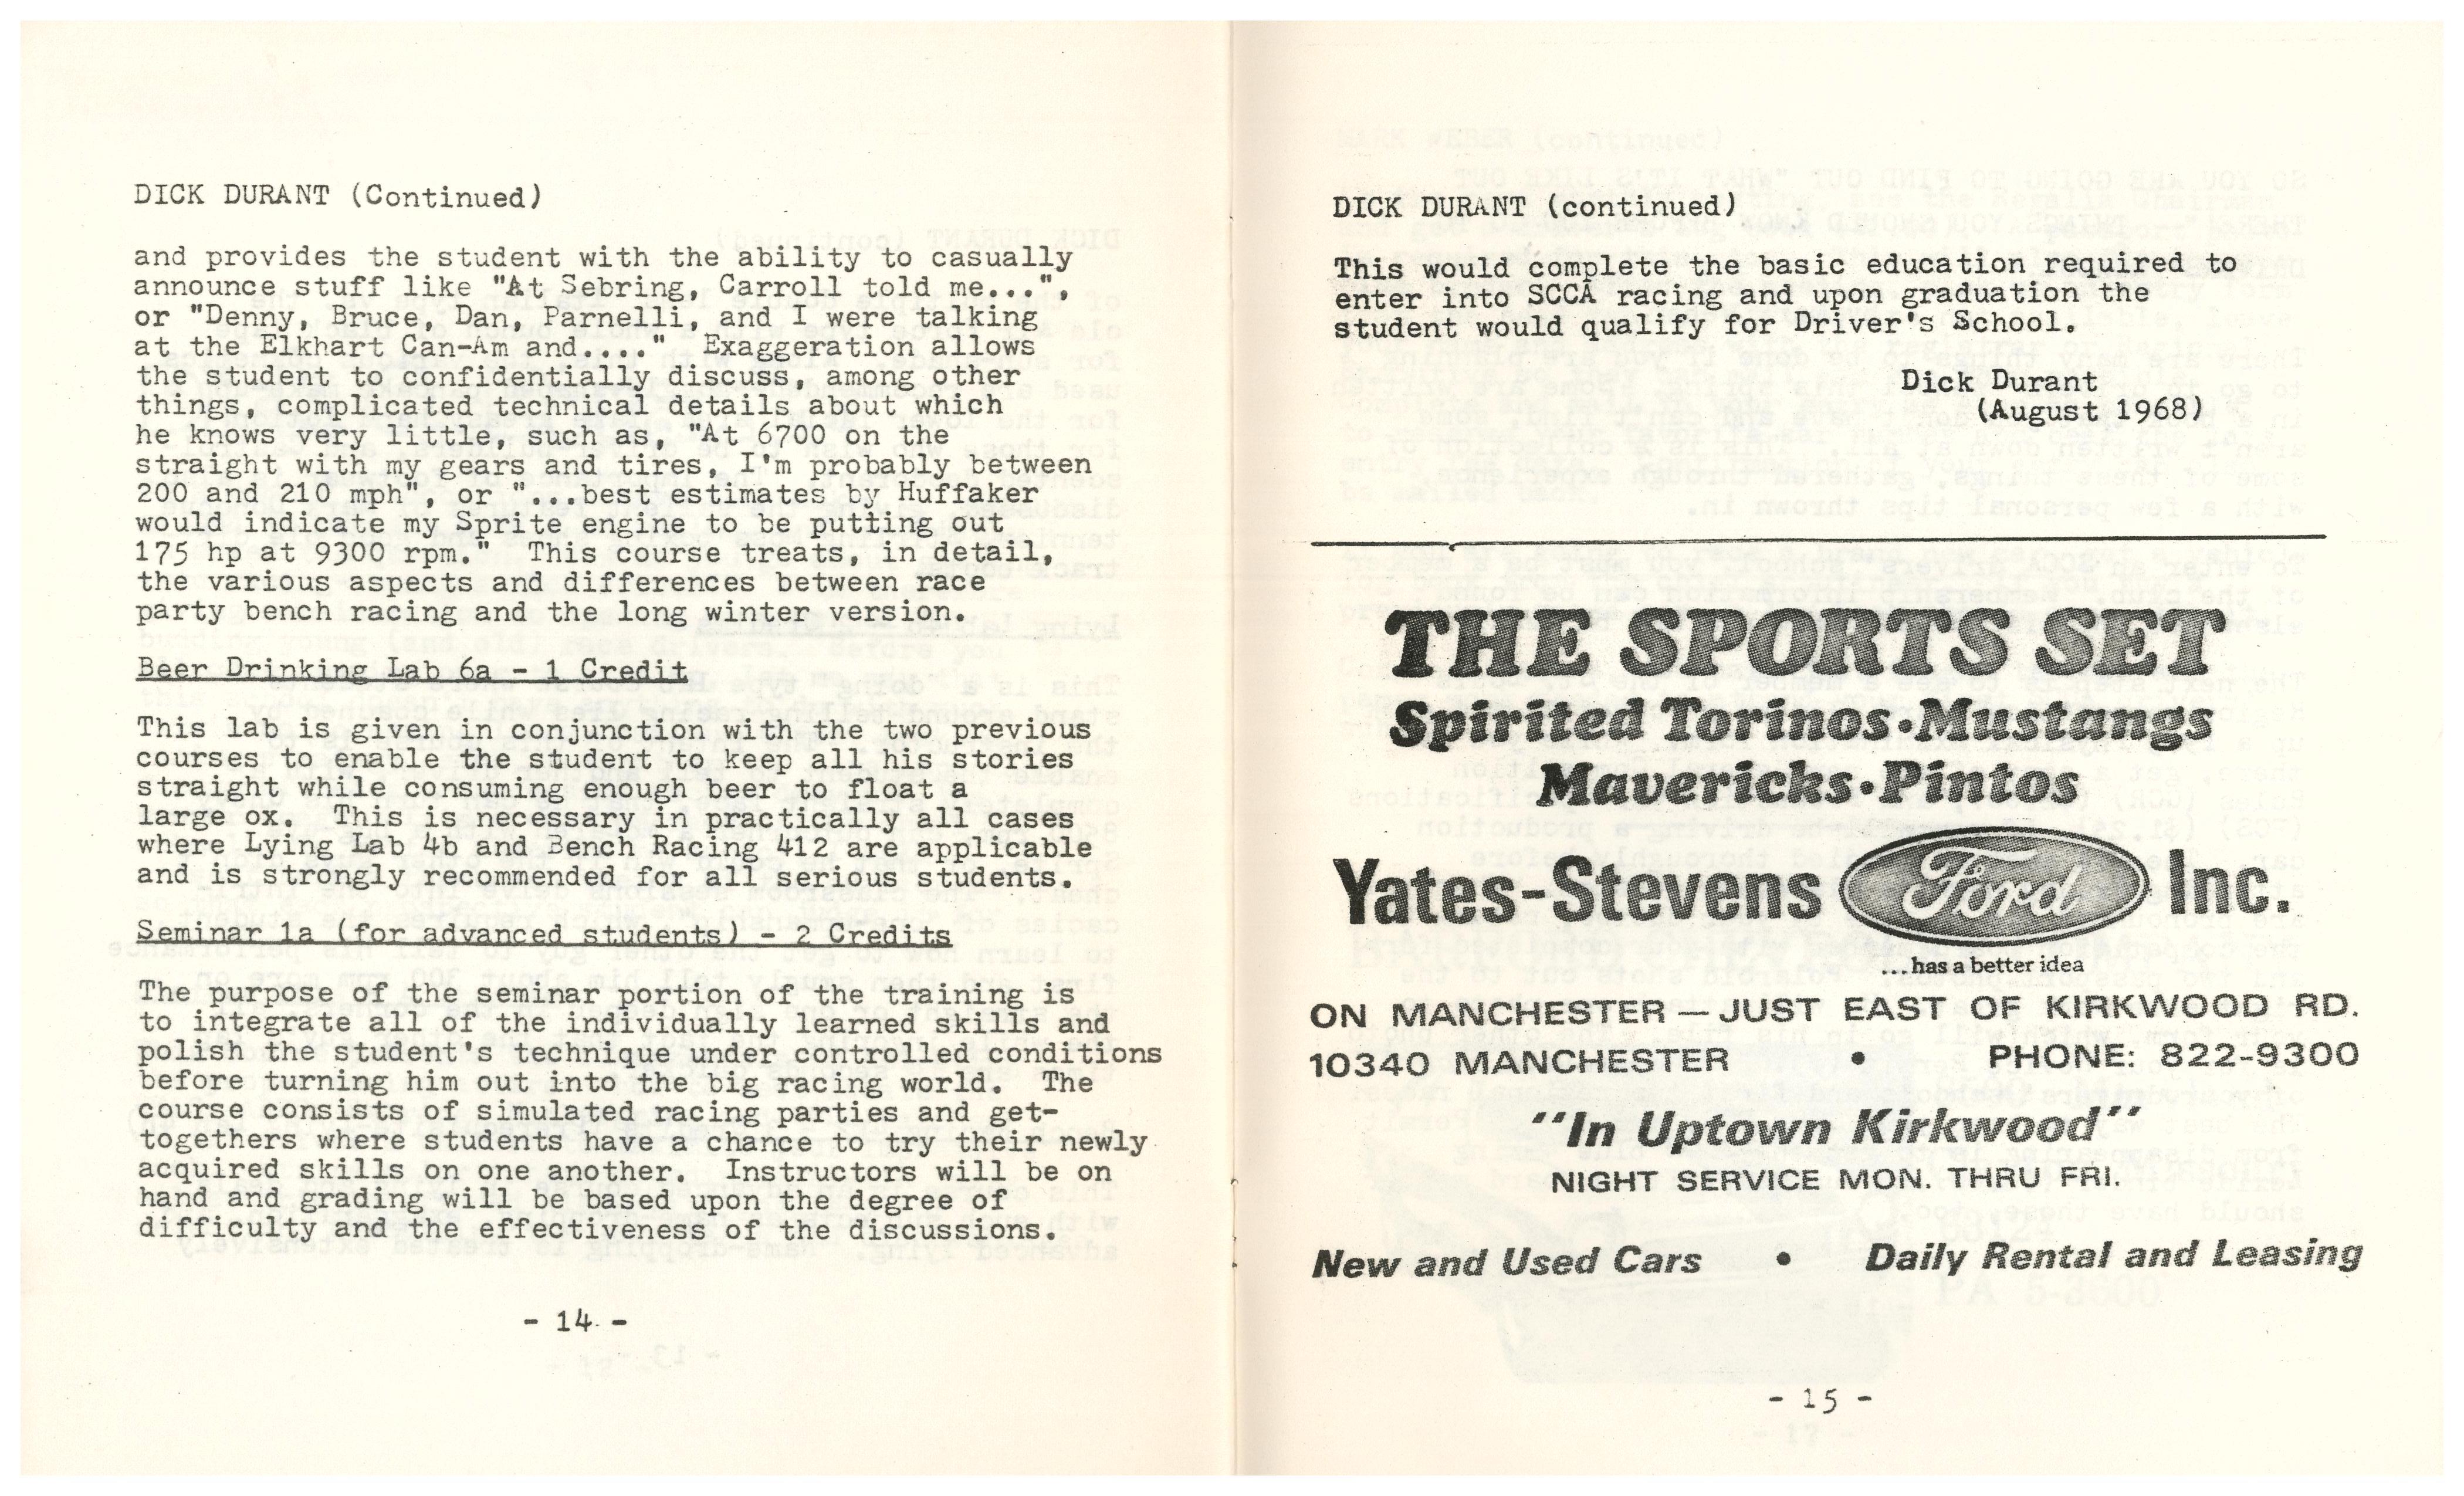 DICK DURANT (Continued)
and provides the student with the ability to casually
announce stuff like "At Sebring, Carroll told me...",
or "Denny, Bruce, Dan, Parnelli, and I were talking
at the Elkhart Can-Am and...." Exaggeration allows
the student to confidentially discuss, among other
things, complicated technical details about which
he knows very little, such as, "At 6700 on the
straight with my gears and tires, I'm probably between
200 and 210 mph", or "...best estimates by Huffaker
would indicate my Sprite engine to be putting out
175 hp at 9300 rpm." This course treats, in detail,
the various aspects and differences between race
party bench racing and the long winter version.
Beer Drinking Lab 6a - 1 Credit
This lab is given in conjunction with the two previous
courses to enable the student to keep all his stories
straight while consuming enough beer to float a
large ox. This is necessary in practically all cases
where Lying Lab 4b and Bench Racing 412 are applicable
and is strongly recommended for all serious students.
Seminar 1a (for advanced students) - 2 Credits
The purpose of the seminar portion of the training is
to integrate all of the individually learned skills and
polish the student's technique under controlled conditions
before turning him out into the big racing world. The
course consists of simulated racing parties and get-
togethers where students have a chance to try their newly
acquired skills on one another. Instructors will be on
hand and grading will be based upon the degree of
difficulty and the effectiveness of the discussions.
- 14 -
DICK DURANT (continued)
This would complete the basic education required to
enter into SCCA racing and upon graduation the
student would qualify for Driver's School.
Dick Durant
(August 1968)
THE SPORTS SET
Spirited Torinos•Mustangs
Mavericks•Pintos
Yates-Stevens Ford Inc.
...has a better idea
ON MANCHESTER — JUST EAST OF KIRKWOOD RD.
10340 MANCHESTER • PHONE: 822-9300
"In Uptown Kirkwood"
NIGHT SERVICE MON. THRU FRI.
New and Used Cars • Daily Rental and Leasing
- 15 -